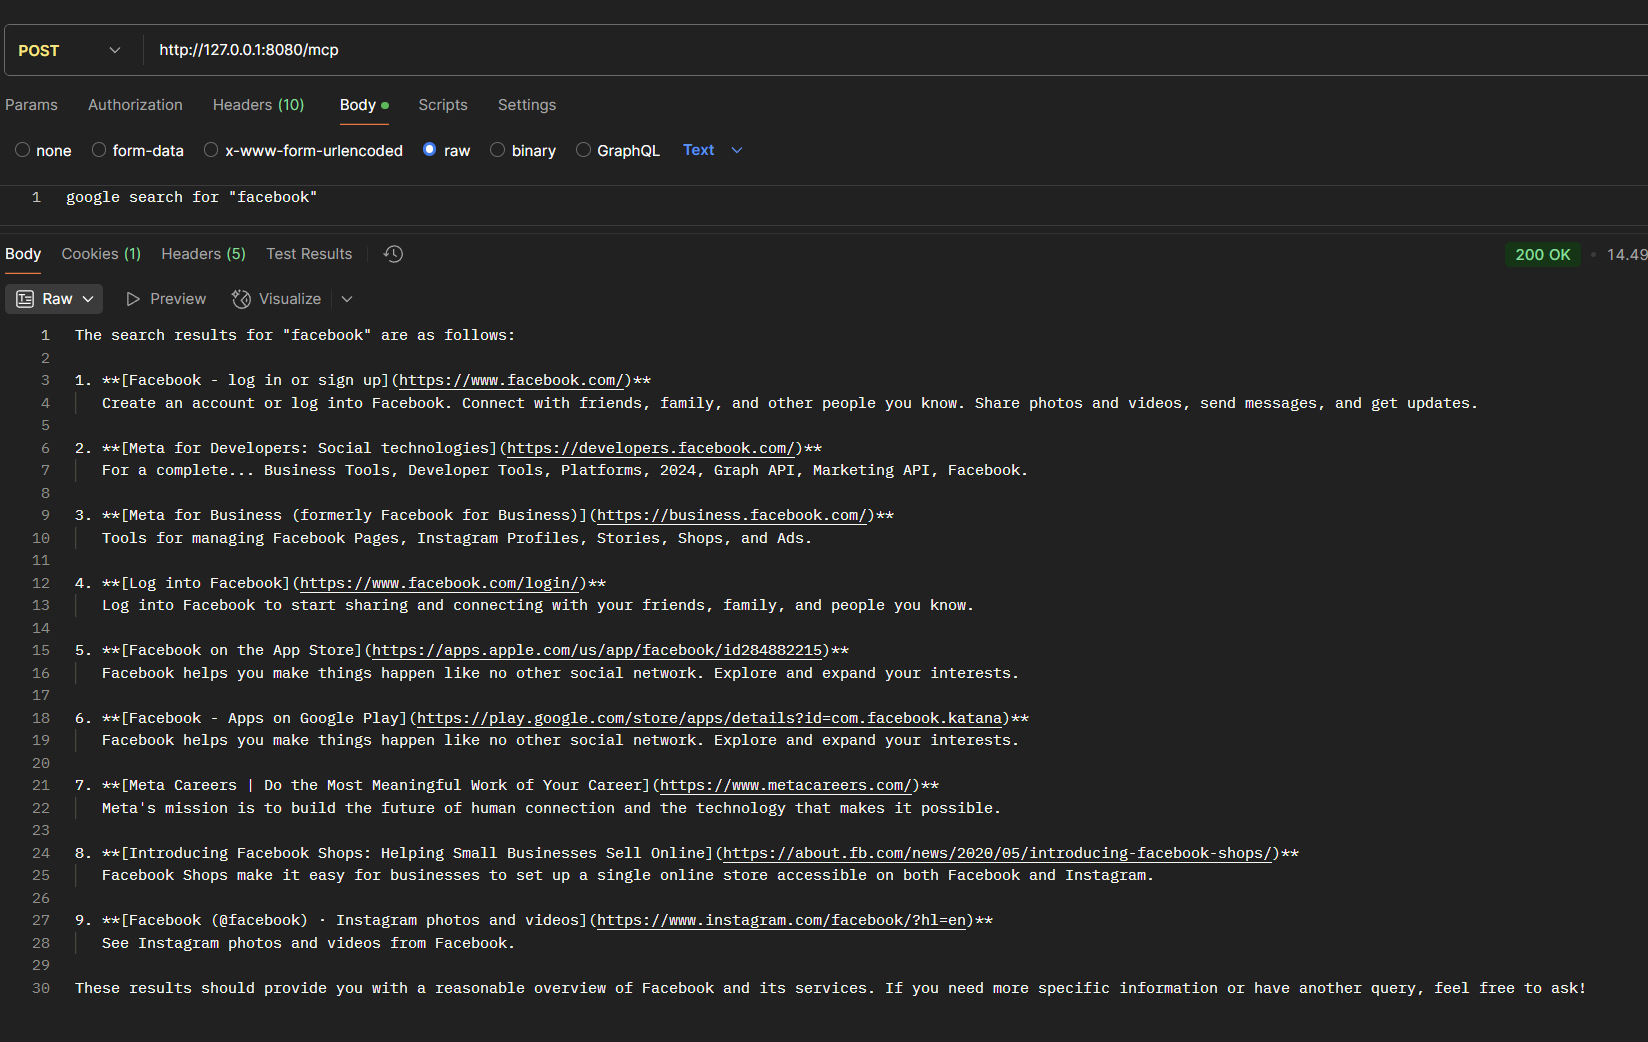 POST http://127.0.0.1:8080/mcp
Params Authorization Headers (10) Body Scripts Settings
none form-data x-www-form-urlencoded raw binary GraphQL Text
1 google search for "facebook"
Body Cookies (1) Headers (5) Test Results 200 OK • 14.49
Raw Preview Visualize
1 The search results for "facebook" are as follows:
2
3 1. **[Facebook - log in or sign up](https://www.facebook.com/)**
4 Create an account or log into Facebook. Connect with friends, family, and other people you know. Share photos and videos, send messages, and get updates.
5
6 2. **[Meta for Developers: Social technologies](https://developers.facebook.com/)**
7 For a complete... Business Tools, Developer Tools, Platforms, 2024, Graph API, Marketing API, Facebook.
8
9 3. **[Meta for Business (formerly Facebook for Business)](https://business.facebook.com/)**
10 Tools for managing Facebook Pages, Instagram Profiles, Stories, Shops, and Ads.
11
12 4. **[Log into Facebook](https://www.facebook.com/login/)**
13 Log into Facebook to start sharing and connecting with your friends, family, and people you know.
14
15 5. **[Facebook on the App Store](https://apps.apple.com/us/app/facebook/id284882215)**
16 Facebook helps you make things happen like no other social network. Explore and expand your interests.
17
18 6. **[Facebook - Apps on Google Play](https://play.google.com/store/apps/details?id=com.facebook.katana)**
19 Facebook helps you make things happen like no other social network. Explore and expand your interests.
20
21 7. **[Meta Careers | Do the Most Meaningful Work of Your Career](https://www.metacareers.com/)**
22 Meta's mission is to build the future of human connection and the technology that makes it possible.
23
24 8. **[Introducing Facebook Shops: Helping Small Businesses Sell Online](https://about.fb.com/news/2020/05/introducing-facebook-shops/)**
25 Facebook Shops make it easy for businesses to set up a single online store accessible on both Facebook and Instagram.
26
27 9. **[Facebook (@facebook) · Instagram photos and videos](https://www.instagram.com/facebook/?hl=en)**
28 See Instagram photos and videos from Facebook.
29
30 These results should provide you with a reasonable overview of Facebook and its services. If you need more specific information or have another query, feel free to ask!